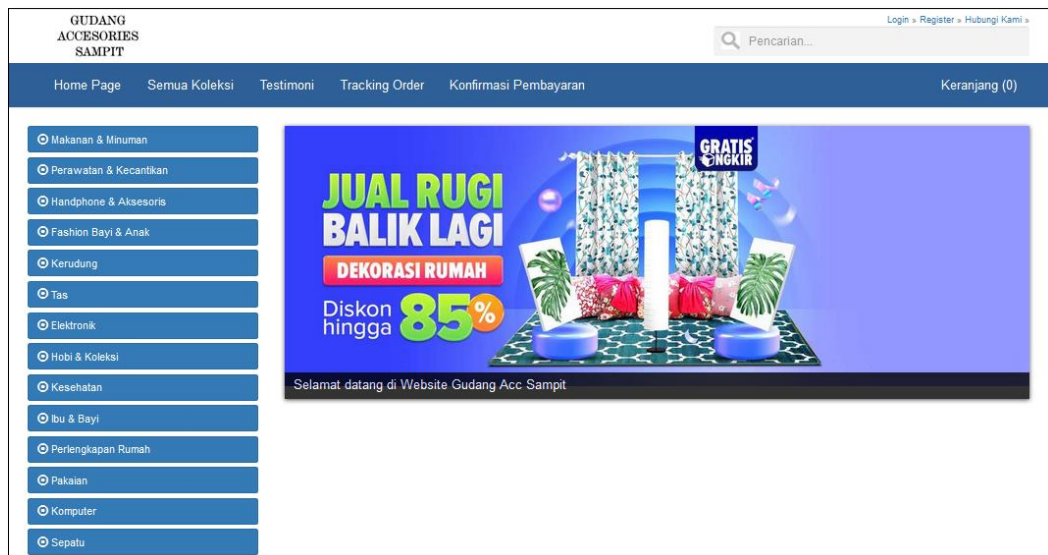 GUDANG
ACCESORIES
SAMPIT
Login » Register » Hubungi Kami »
Pencarian...
Home Page Semua Koleksi Testimoni Tracking Order Konfirmasi Pembayaran Keranjang (0)
Makanan & Minuman
Perawatan & Kecantikan
Handphone & Aksesoris
Fashion Bayi & Anak
Kerudung
Tas
Elektronik
Hobi & Koleksi
Kesehatan
Ibu & Bayi
Perlengkapan Rumah
Pakaian
Komputer
Sepatu
GRATIS
ONGKIR
JUAL RUGI
BALIK LAGI
DEKORASI RUMAH
Diskon
hingga 85%
Selamat datang di Website Gudang Acc Sampit